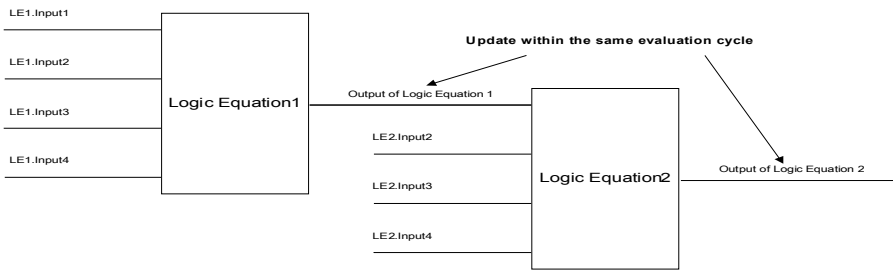 LE1.Input1
Update within the same evaluation cycle
LE1.Input2
Logic Equation1
Output of Logic Equation 1
LE1.Input3
LE2.Input2
LE1.Input4
Logic Equation2
Output of Logic Equation 2
LE2.Input3
LE2.Input4